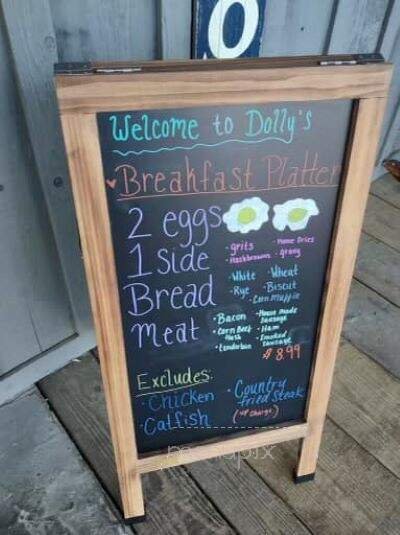 O
Welcome to Dolly's
Breakfast Platter
2 eggs
1 side
• grits • Home Fries
• Hashbrowns • gravy
Bread
• White • Wheat
• Rye • Biscut
• Corn muffie
Meat
• Bacon • House made Sausage
• Corn Beef Hash • Ham
• Tenderloin • Smoked Sausage
$8.99
Excludes:
• Chicken • Country fried steak
Catfish (up charge)